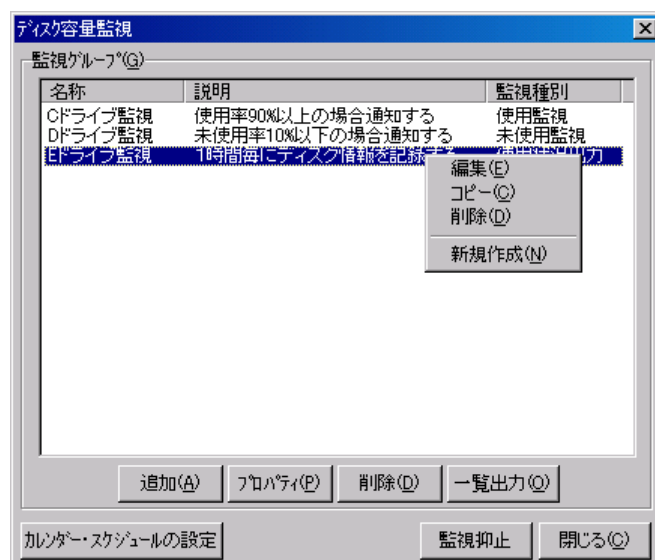 ﾃﾞｨｽｸ容量監視
監視ｸﾞﾙｰﾌﾟ(G)
名称 説明 監視種別
Cドライブ監視 使用率90%以上の場合通知する 使用監視
Dドライブ監視 未使用率10%以下の場合通知する 未使用監視
Eドライブ監視 1時間毎にディスク情報を記録する
編集(E)
コピー(C)
削除(D)
新規作成(N)
追加(A) ﾌﾟﾛﾊﾟﾃｨ(P) 削除(D) 一覧出力(O)
ｶﾚﾝﾀﾞｰ・ｽｹｼﾞｭｰﾙの設定 監視抑止 閉じる(C)